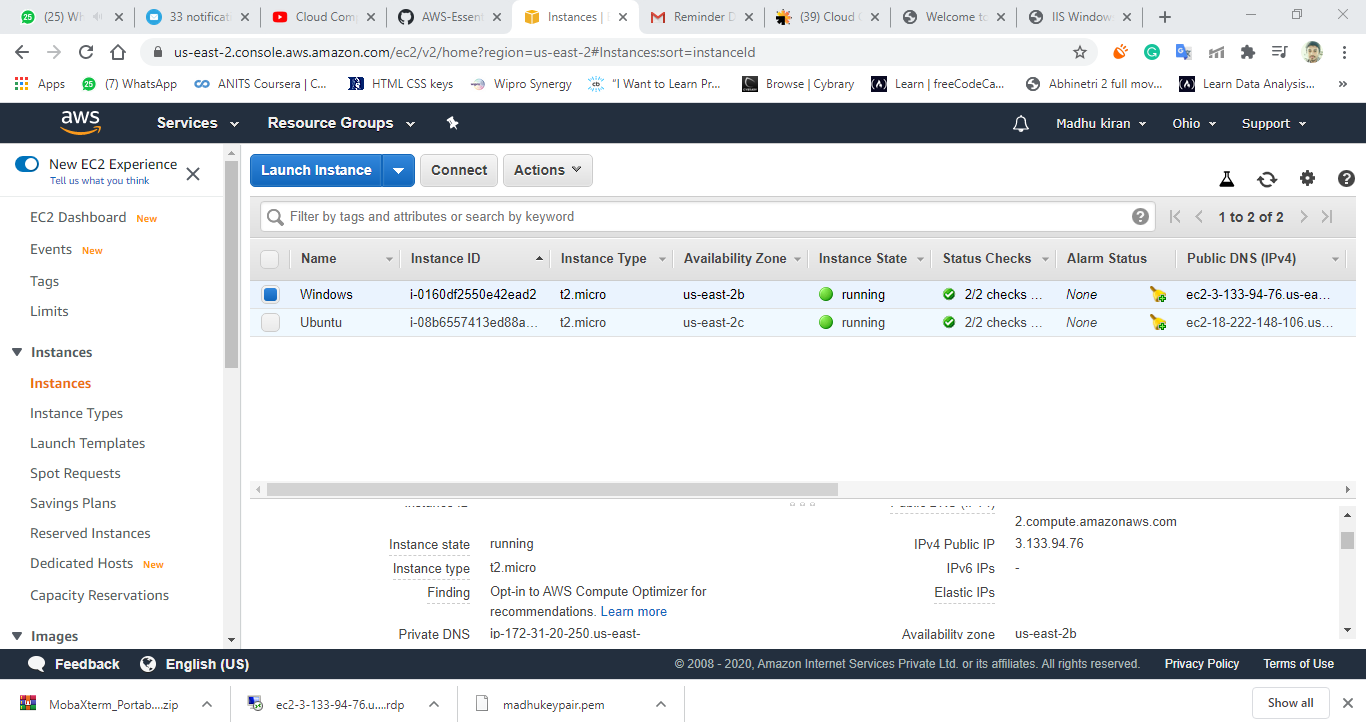 (25) Wh
33 notificati
Cloud Com
AWS-Essen
Instances | E
Reminder D
(39) Cloud C
Welcome to
IIS Window
us-east-2.console.aws.amazon.com/ec2/v2/home?region=us-east-2#Instances:sort=instanceId
Apps
(7) WhatsApp
ANITS Coursera | C...
HTML CSS keys
Wipro Synergy
"I Want to Learn Pr...
Browse | Cybrary
Learn | freeCodeCa...
Abhinetri 2 full mov...
Learn Data Analysis...
aws
Services
Resource Groups
Madhu kiran
Ohio
Support
New EC2 Experience
Tell us what you think
EC2 Dashboard New
Events New
Tags
Limits
Instances
Instances
Instance Types
Launch Templates
Spot Requests
Savings Plans
Reserved Instances
Dedicated Hosts New
Capacity Reservations
Images
Launch Instance
Connect
Actions
Filter by tags and attributes or search by keyword
1 to 2 of 2
Name Instance ID Instance Type Availability Zone Instance State Status Checks Alarm Status Public DNS (IPv4)
Windows i-0160df2550e42ead2 t2.micro us-east-2b running 2/2 checks ... None ec2-3-133-94-76.us-ea...
Ubuntu i-08b6557413ed88a... t2.micro us-east-2c running 2/2 checks ... None ec2-18-222-148-106.us...
Instance ID
Public DNS (IPv4)
2.compute.amazonaws.com
Instance state running
IPv4 Public IP 3.133.94.76
Instance type t2.micro
IPv6 IPs -
Finding Opt-in to AWS Compute Optimizer for
recommendations. Learn more
Elastic IPs
Private DNS ip-172-31-20-250.us-east-
Availability zone us-east-2b
Feedback
English (US)
© 2008 - 2020, Amazon Internet Services Private Ltd. or its affiliates. All rights reserved.
Privacy Policy
Terms of Use
MobaXterm_Portab....zip
ec2-3-133-94-76.u....rdp
madhukeypair.pem
Show all